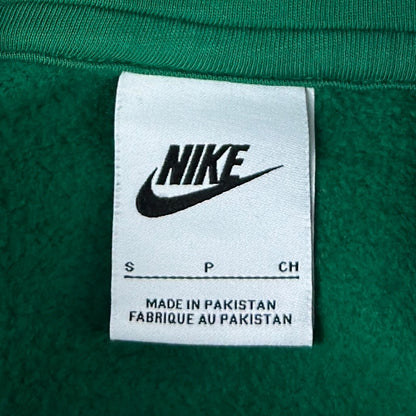 NIKE
S P CH
MADE IN PAKISTAN
FABRIQUE AU PAKISTAN